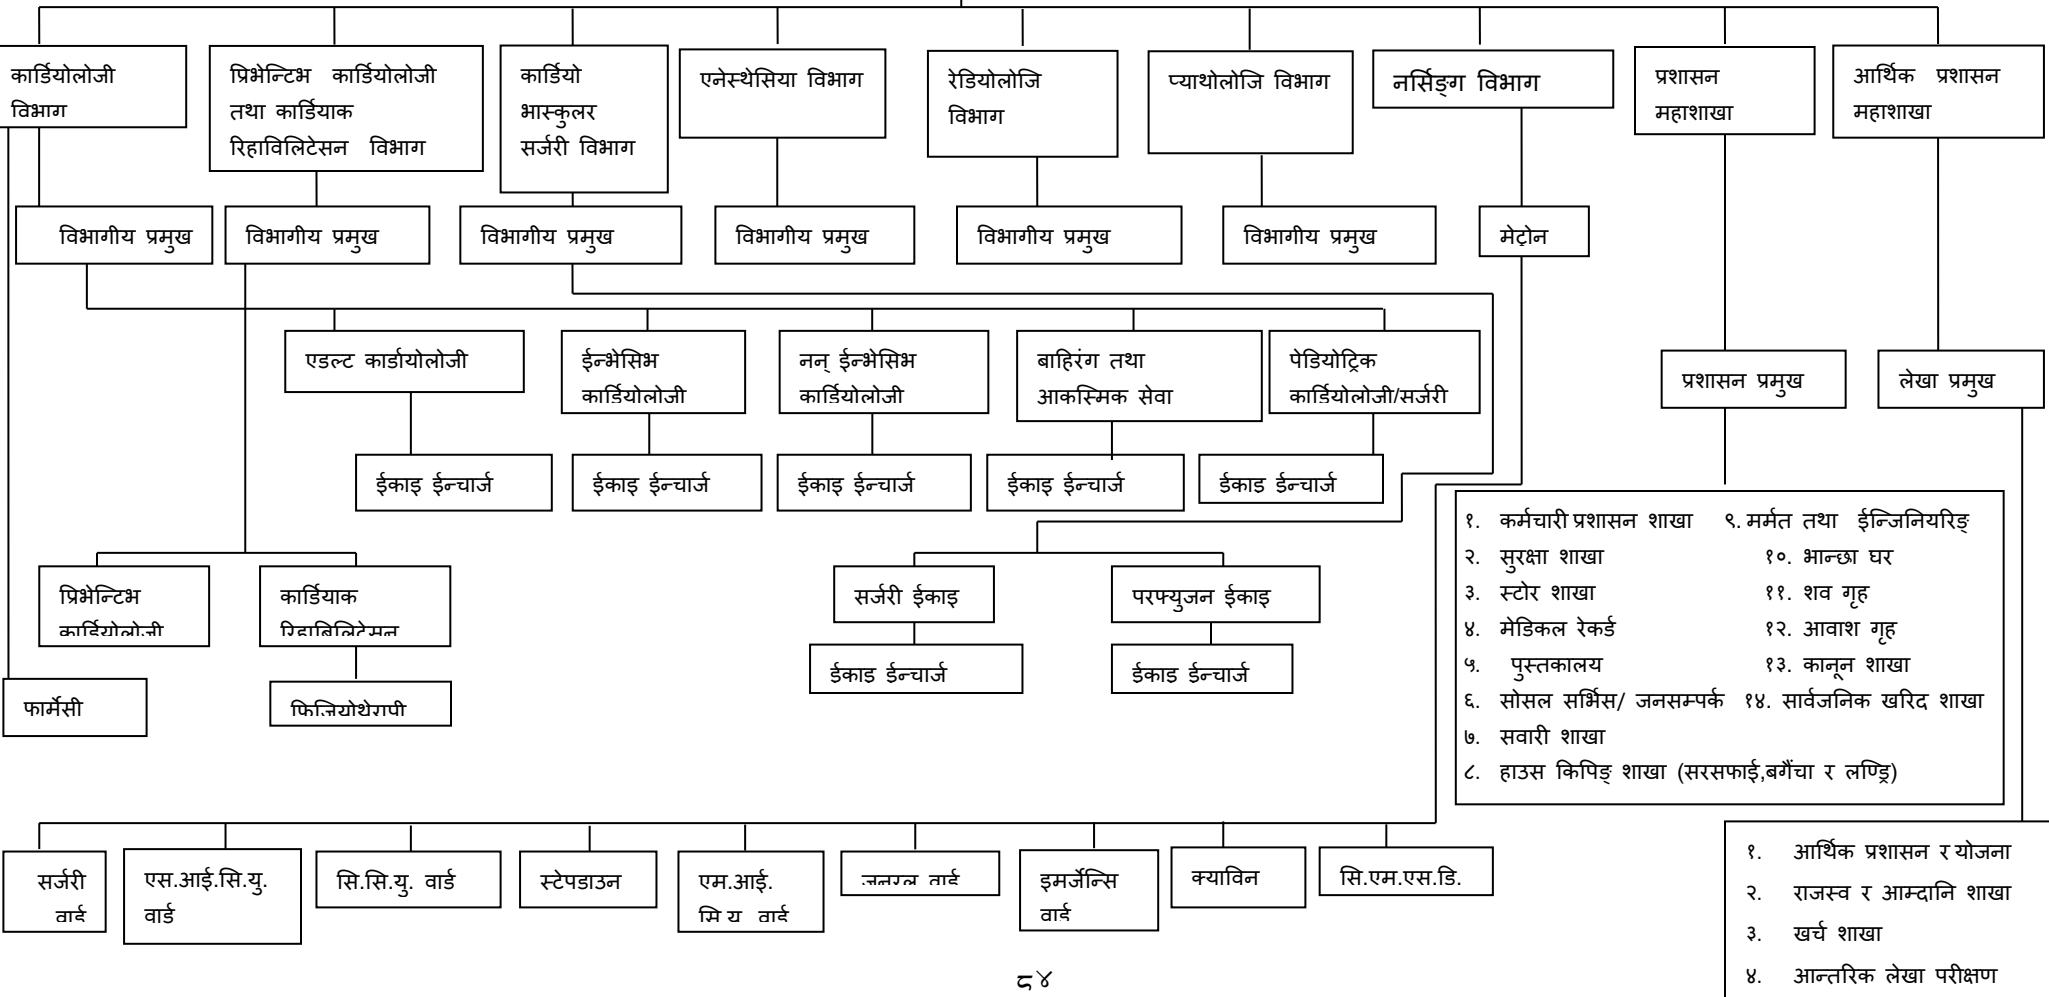 कार्डियोलोजी
विभाग
प्रिभेन्टिभ कार्डियोलोजी
तथा कार्डियाक
रिहाविलिटेसन विभाग
कार्डियो
भास्कुलर
सर्जरी विभाग
एनेस्थेसिया विभाग
रेडियोलोजि
विभाग
प्याथोलोजि विभाग
नर्सिङ्ग विभाग
प्रशासन
महाशाखा
आर्थिक प्रशासन
महाशाखा
विभागीय प्रमुख
विभागीय प्रमुख
विभागीय प्रमुख
विभागीय प्रमुख
विभागीय प्रमुख
विभागीय प्रमुख
मेट्रोन
एडल्ट कार्डायोलोजी
ईन्भेसिभ
कार्डियोलोजी
नन् ईन्भेसिभ
कार्डियोलोजी
बाहिरंग तथा
आकस्मिक सेवा
पेडियोट्रिक
कार्डियोलोजी/सर्जरी
प्रशासन प्रमुख
लेखा प्रमुख
ईकाइ ईन्चार्ज
ईकाइ ईन्चार्ज
ईकाइ ईन्चार्ज
ईकाइ ईन्चार्ज
ईकाइ ईन्चार्ज
१. कर्मचारी प्रशासन शाखा ९. मर्मत तथा ईन्जिनियरिङ्
२. सुरक्षा शाखा १०. भान्छा घर
३. स्टोर शाखा ११. शव गृह
४. मेडिकल रेकर्ड १२. आवाश गृह
५. पुस्तकालय १३. कानून शाखा
६. सोसल सर्भिस/ जनसम्पर्क १४. सार्वजनिक खरिद शाखा
७. सवारी शाखा
८. हाउस किपिङ् शाखा (सरसफाई,बगैंचा र लण्ड्रि)
प्रिभेन्टिभ
कार्डियोलोजी
कार्डियाक
रिहाबिलिटेसन
सर्जरी ईकाइ
परफ्युजन ईकाइ
ईकाइ ईन्चार्ज
ईकाइ ईन्चार्ज
फार्मेसी
फिजियोथेरापी
सर्जरी
वार्ड
एस.आई.सि.यु.
वार्ड
सि.सि.यु. वार्ड
स्टेपडाउन
एम.आई.
सि.यु. वार्ड
जनरल वार्ड
इमर्जेन्सि
वार्ड
क्याविन
सि.एम.एस.डि.
१. आर्थिक प्रशासन र योजना
२. राजस्व र आम्दानि शाखा
३. खर्च शाखा
४. आन्तरिक लेखा परीक्षण
८४